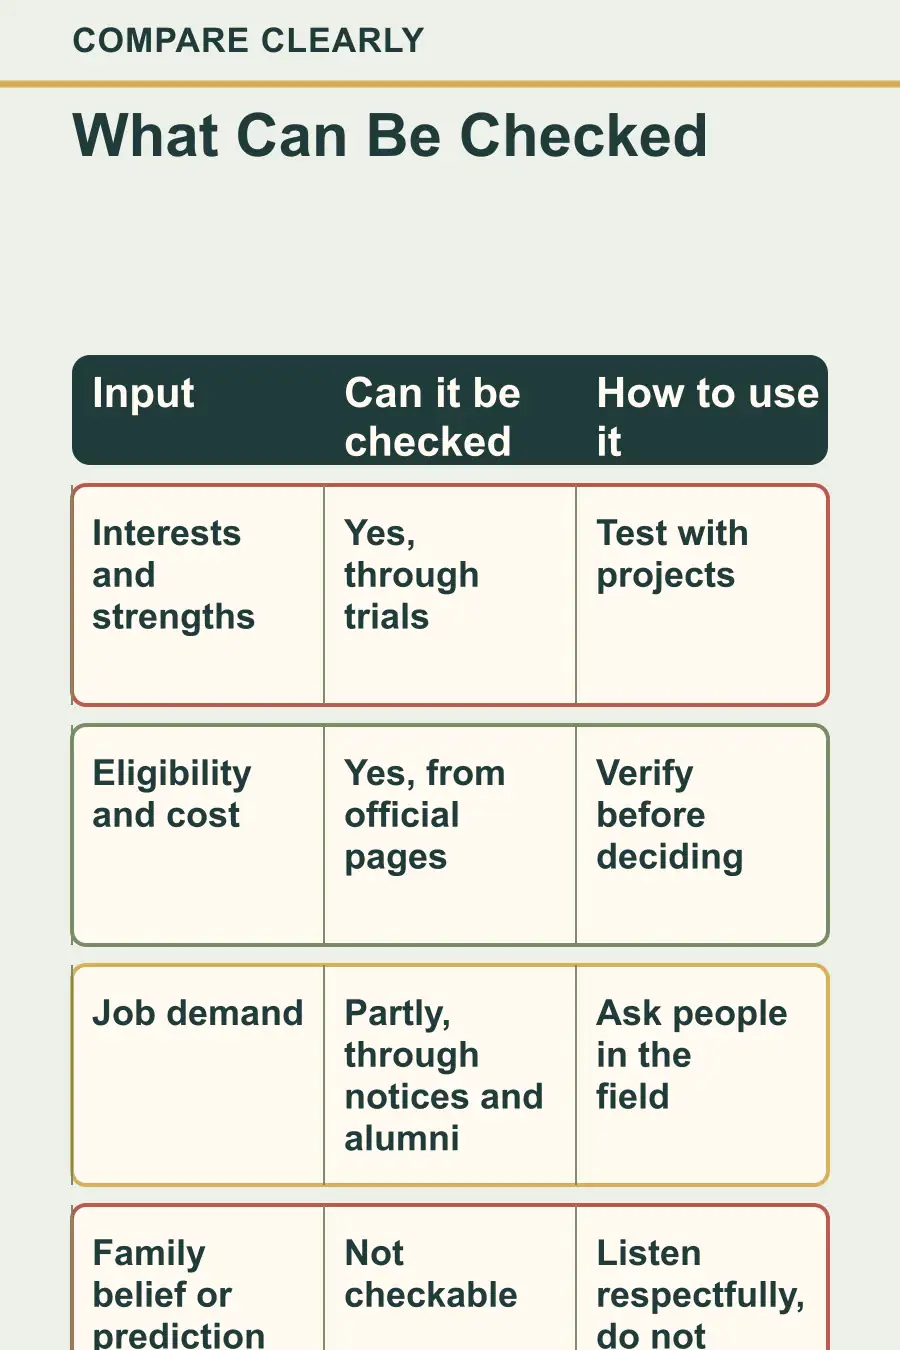 COMPARE CLEARLY
What Can Be Checked
Input
Can it be
checked
How to use
it
Interests
and
strengths
Yes,
through
trials
Test with
projects
Eligibility
and cost
Yes, from
official
pages
Verify
before
deciding
Job demand
Partly,
through
notices and
alumni
Ask people
in the
field
Family
belief or
prediction
Not
checkable
Listen
respectfully,
do not